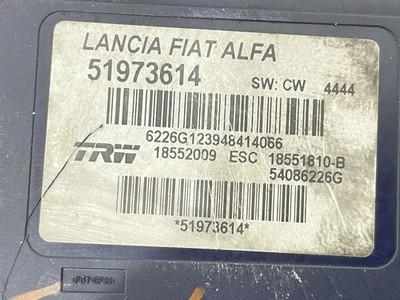 LANCIA FIAT ALFA
51973614 SW: CW 4444
6226G123948414066
TRW 18552009 ESC 18551810-B
54086226G
*51973614*